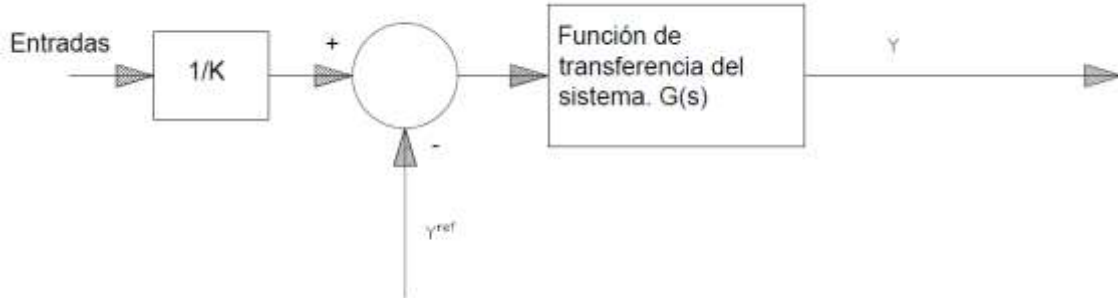 Entradas
1/K
+
-
Función de
transferencia del
sistema. G(s)
Y
Y^ref